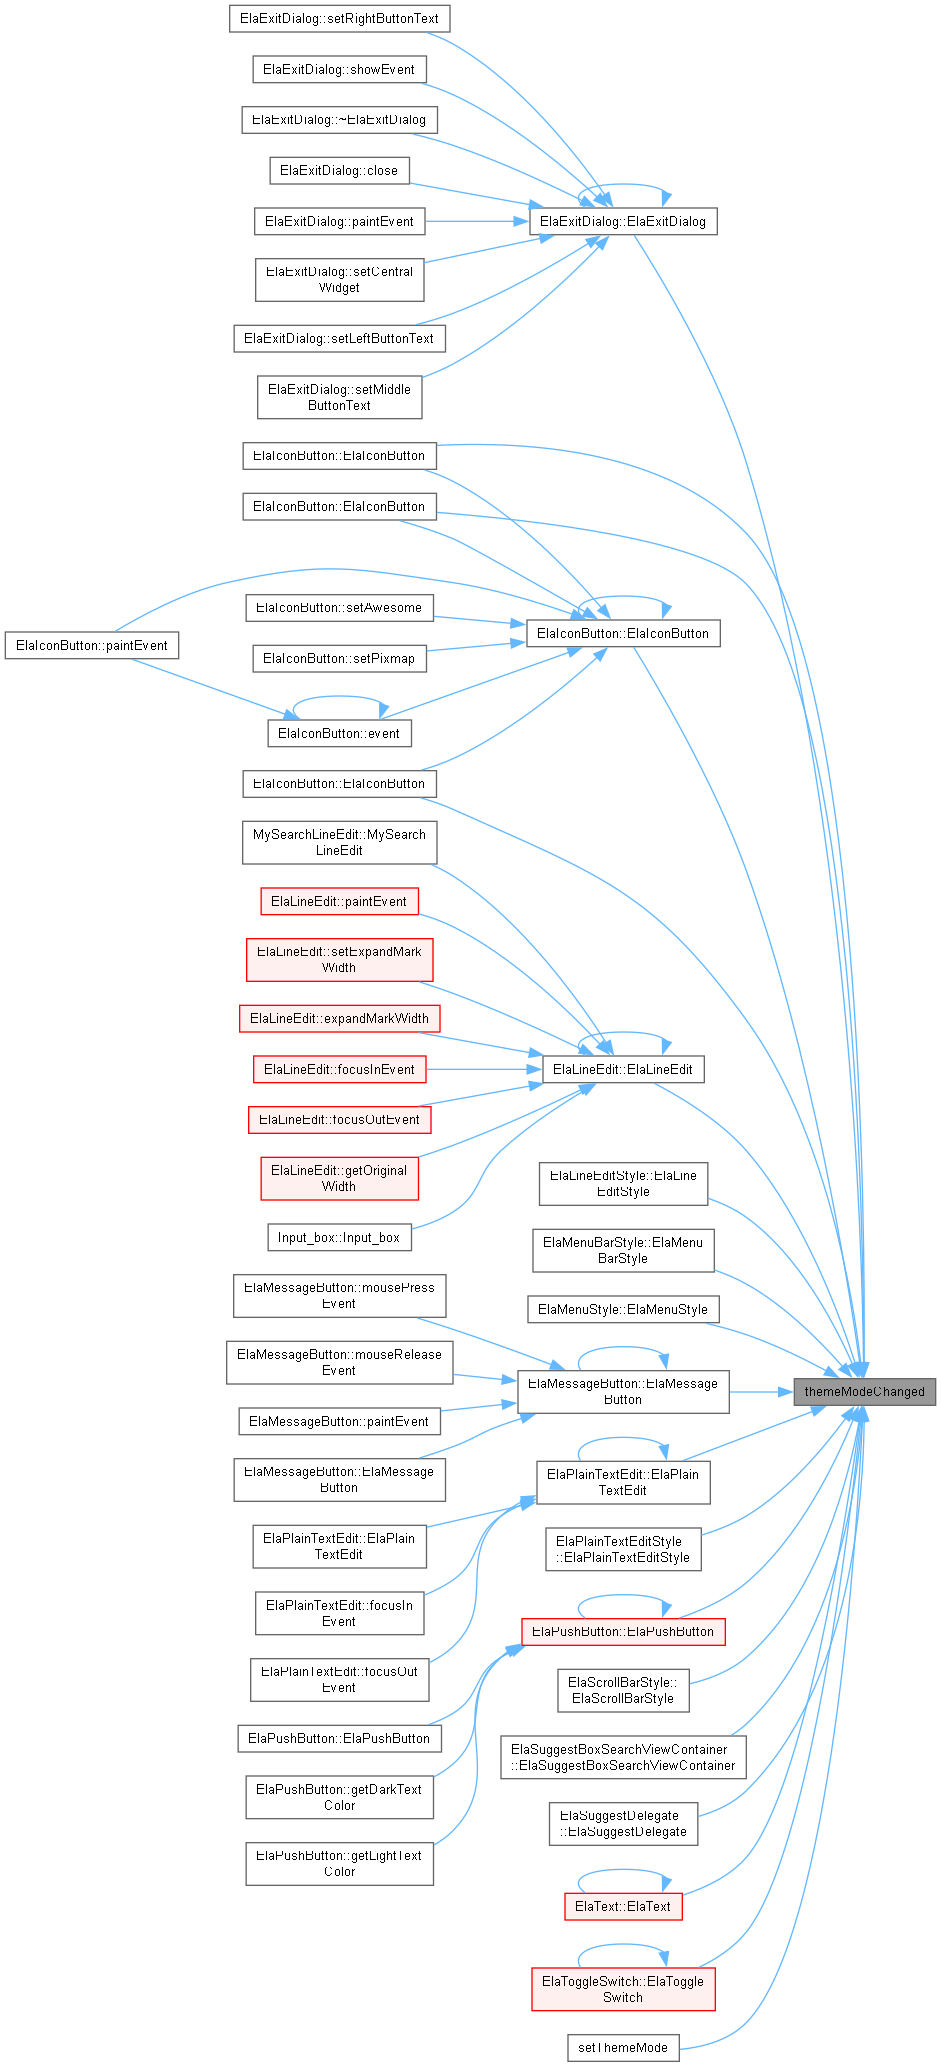 ElaExitDialog::setRightButtonText
ElaExitDialog::showEvent
ElaExitDialog::~ElaExitDialog
ElaExitDialog::close
ElaExitDialog::paintEvent
ElaExitDialog::ElaExitDialog
ElaExitDialog::setCentral
Widget
ElaExitDialog::setLeftButtonText
ElaExitDialog::setMiddle
ButtonText
ElaIconButton::ElaIconButton
ElaIconButton::ElaIconButton
ElaIconButton::setAwesome
ElaIconButton::ElaIconButton
ElaIconButton::paintEvent
ElaIconButton::setPixmap
ElaIconButton::event
ElaIconButton::ElaIconButton
MySearchLineEdit::MySearch
LineEdit
ElaLineEdit::paintEvent
ElaLineEdit::setExpandMark
Width
ElaLineEdit::expandMarkWidth
ElaLineEdit::focusInEvent
ElaLineEdit::ElaLineEdit
ElaLineEdit::focusOutEvent
ElaLineEdit::getOriginal
Width
ElaLineEditStyle::ElaLine
EditStyle
Input_box::Input_box
ElaMenuBarStyle::ElaMenu
BarStyle
ElaMessageButton::mousePress
Event
ElaMenuStyle::ElaMenuStyle
ElaMessageButton::mouseRelease
Event
ElaMessageButton::ElaMessage
Button
themeModeChanged
ElaMessageButton::paintEvent
ElaMessageButton::ElaMessage
Button
ElaPlainTextEdit::ElaPlain
TextEdit
ElaPlainTextEdit::ElaPlain
TextEdit
ElaPlainTextEditStyle
::ElaPlainTextEditStyle
ElaPlainTextEdit::focusIn
Event
ElaPushButton::ElaPushButton
ElaPlainTextEdit::focusOut
Event
ElaScrollBarStyle::
ElaScrollBarStyle
ElaPushButton::ElaPushButton
ElaSuggestBoxSearchViewContainer
::ElaSuggestBoxSearchViewContainer
ElaPushButton::getDarkText
Color
ElaSuggestDelegate
::ElaSuggestDelegate
ElaPushButton::getLightText
Color
ElaText::ElaText
ElaToggleSwitch::ElaToggle
Switch
setThemeMode